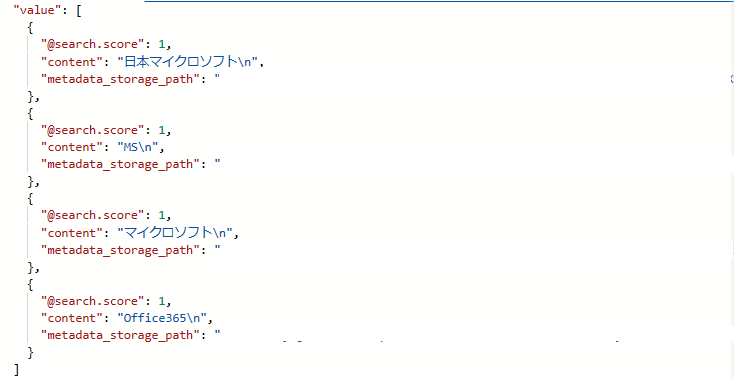 "value": [
{
"@search.score": 1,
"content": "日本マイクロソフト\n",
"metadata_storage_path": "
},
{
"@search.score": 1,
"content": "MS\n",
"metadata_storage_path": "
},
{
"@search.score": 1,
"content": "マイクロソフト\n",
"metadata_storage_path": "
},
{
"@search.score": 1,
"content": "Office365\n",
"metadata_storage_path": "
}
]